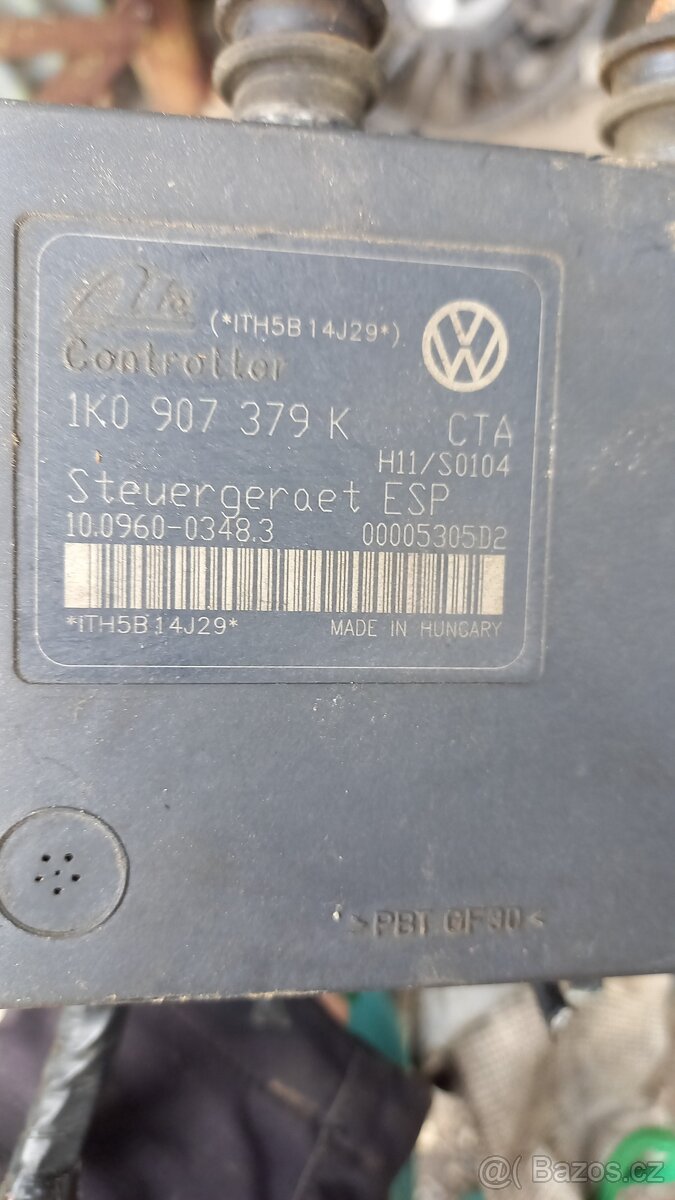 Ate
(*ITH5B14J29*)
Controller
1K0 907 379 K CTA
H11/S0104
Steuergeraet ESP
10.0960-0348.3 00005305D2
*ITH5B14J29* MADE IN HUNGARY
>PBT GF30<
@( Bazos.cz